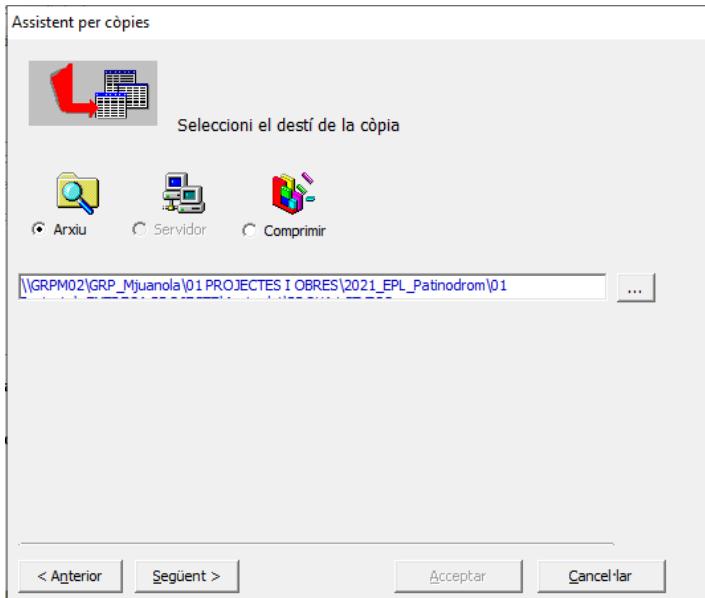 Assistent per còpies
Seleccioni el destí de la còpia
Arxiu
Servidor
Comprimir
\\GRPM02\GRP_Mjuanola\01 PROJECTES I OBRES\2021_EPL_Patinodrom\01
...
< Anterior
Següent >
Acceptar
Cancel·lar